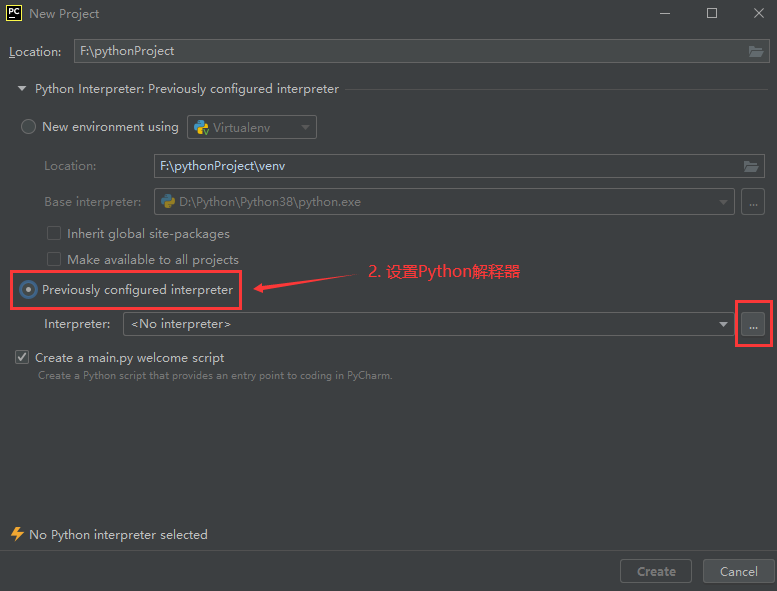 PC New Project
Location: F:\pythonProject
Python Interpreter: Previously configured interpreter
New environment using Virtualenv
Location: F:\pythonProject\venv
Base interpreter: D:\Python\Python38\python.exe ...
Inherit global site-packages
Make available to all projects
2. 设置Python解释器
Previously configured interpreter
Interpreter: <No interpreter> ...
Create a main.py welcome script
Create a Python script that provides an entry point to coding in PyCharm.
No Python interpreter selected
Create Cancel